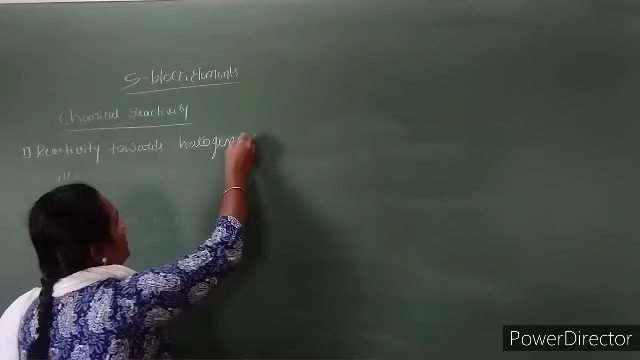 S-block Elements
Chemical reactivity
1] Reactivity towards halogens
PowerDirector